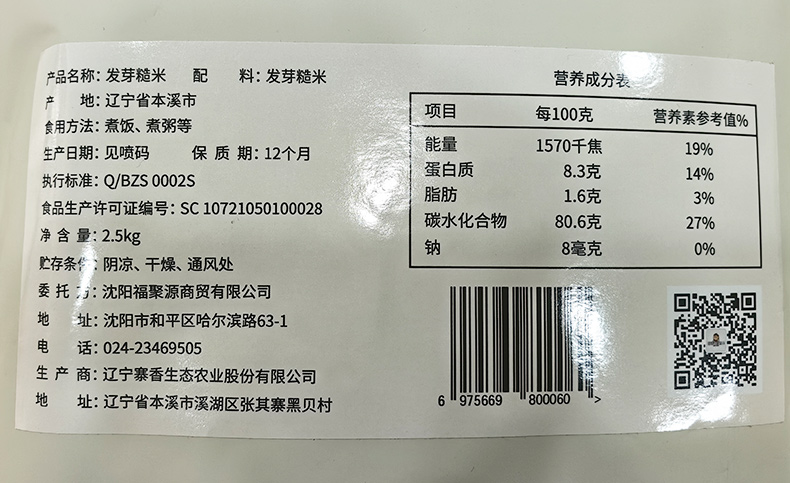 产品名称：发芽糙米 配 料：发芽糙米
产 地：辽宁省本溪市
食用方法：煮饭、煮粥等
生产日期：见喷码 保 质 期：12个月
执行标准：Q/BZS 0002S
食品生产许可证编号：SC 10721050100028
净 含 量：2.5kg
贮存条件：阴凉、干燥、通风处
委 托 方：沈阳福聚源商贸有限公司
地 址：沈阳市和平区哈尔滨路63-1
电 话：024-23469505
生 产 商：辽宁寨香生态农业股份有限公司
地 址：辽宁省本溪市溪湖区张其寨黑贝村
营养成分表
项目 每100克 营养素参考值%
能量 1570千焦 19%
蛋白质 8.3克 14%
脂肪 1.6克 3%
碳水化合物 80.6克 27%
钠 8毫克 0%
6 975669 800060 >